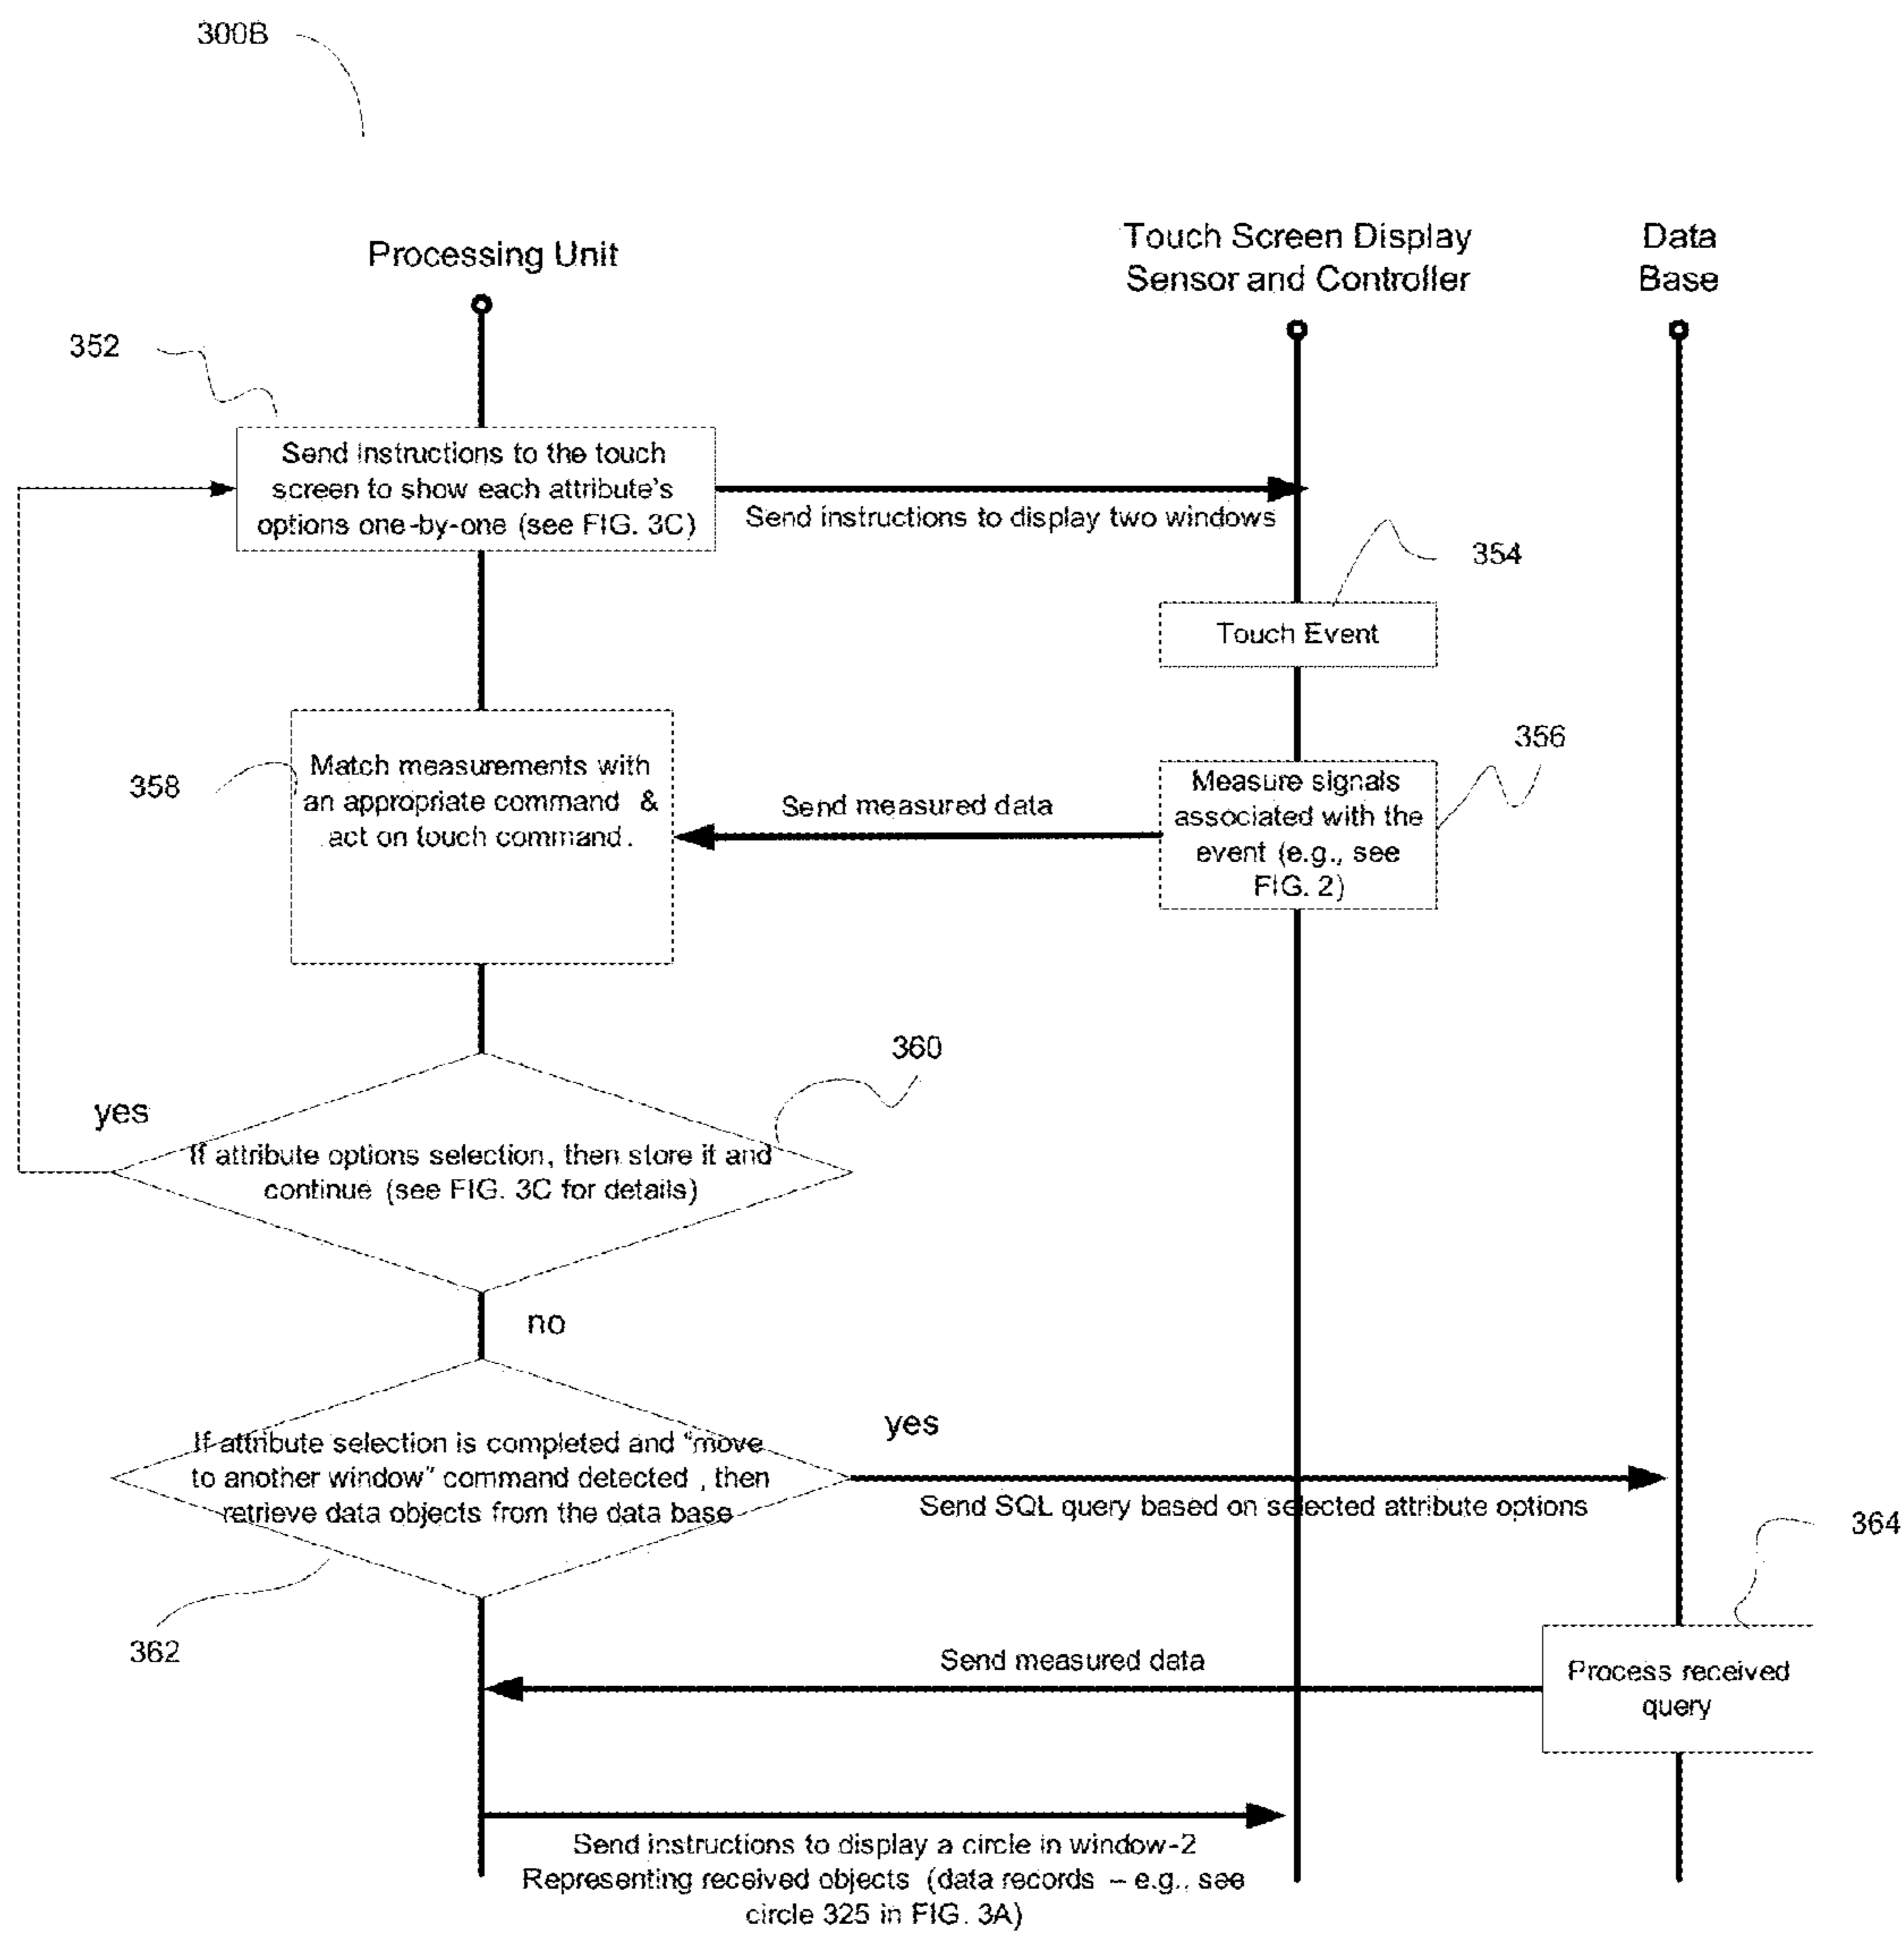 300B
Processing Unit
Touch Screen Display
Sensor and Controller
Data
Base
352
Send instructions to the touch
screen to show each attribute's
options one-by-one (see FIG. 3C)
Send instructions to display two windows
354
Touch Event
356
Measure signals
associated with the
event (e.g., see
FIG. 2)
Send measured data
358
Match measurements with
an appropriate command &
act on touch command.
360
yes
If attribute options selection, then store it and
continue (see FIG. 3C for details)
no
If attribute selection is completed and "move
to another window" command detected , then
retrieve data objects from the data base
yes
Send SQL query based on selected attribute options
362
364
Process received
query
Send measured data
Send instructions to display a circle in window-2
Representing received objects (data records – e.g., see
circle 325 in FIG. 3A)